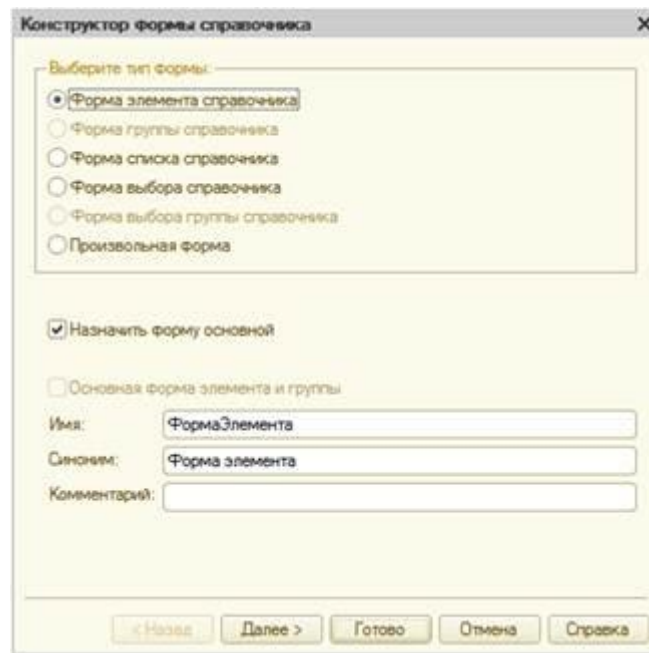 Конструктор формы справочника
Выберите тип формы:
Форма элемента справочника
Форма группы справочника
Форма списка справочника
Форма выбора справочника
Форма выбора группы справочника
Произвольная форма
Назначить форму основной
Основная форма элемента и группы
Имя: ФормаЭлемента
Синоним: Форма элемента
Комментарий:
< Назад Далее > Готово Отмена Справка